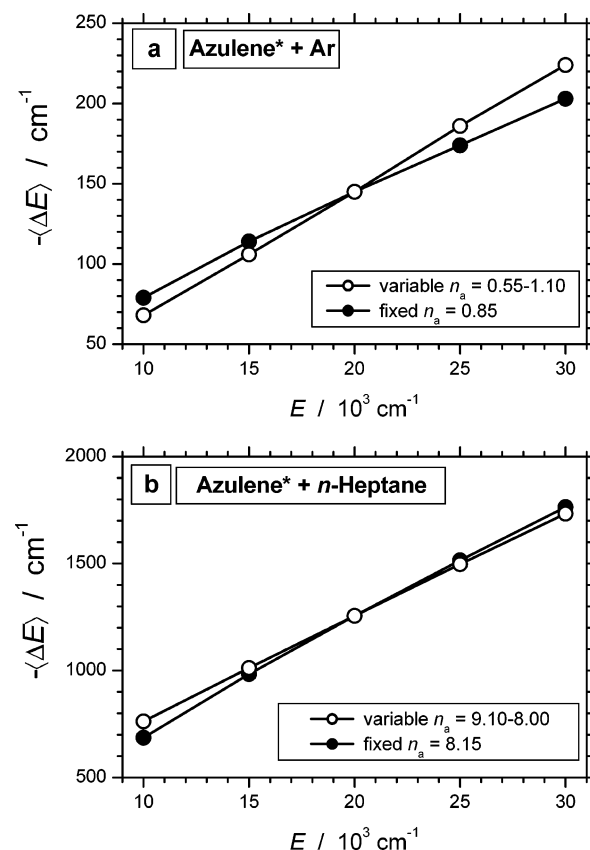 250
a
Azulene* + Ar
200
150
100
50
-⟨ΔE⟩ / cm⁻¹
variable nₐ = 0.55-1.10
fixed nₐ = 0.85
10 15 20 25 30
E / 10³ cm⁻¹
2000
b
Azulene* + n-Heptane
1500
1000
500
-⟨ΔE⟩ / cm⁻¹
variable nₐ = 9.10-8.00
fixed nₐ = 8.15
10 15 20 25 30
E / 10³ cm⁻¹